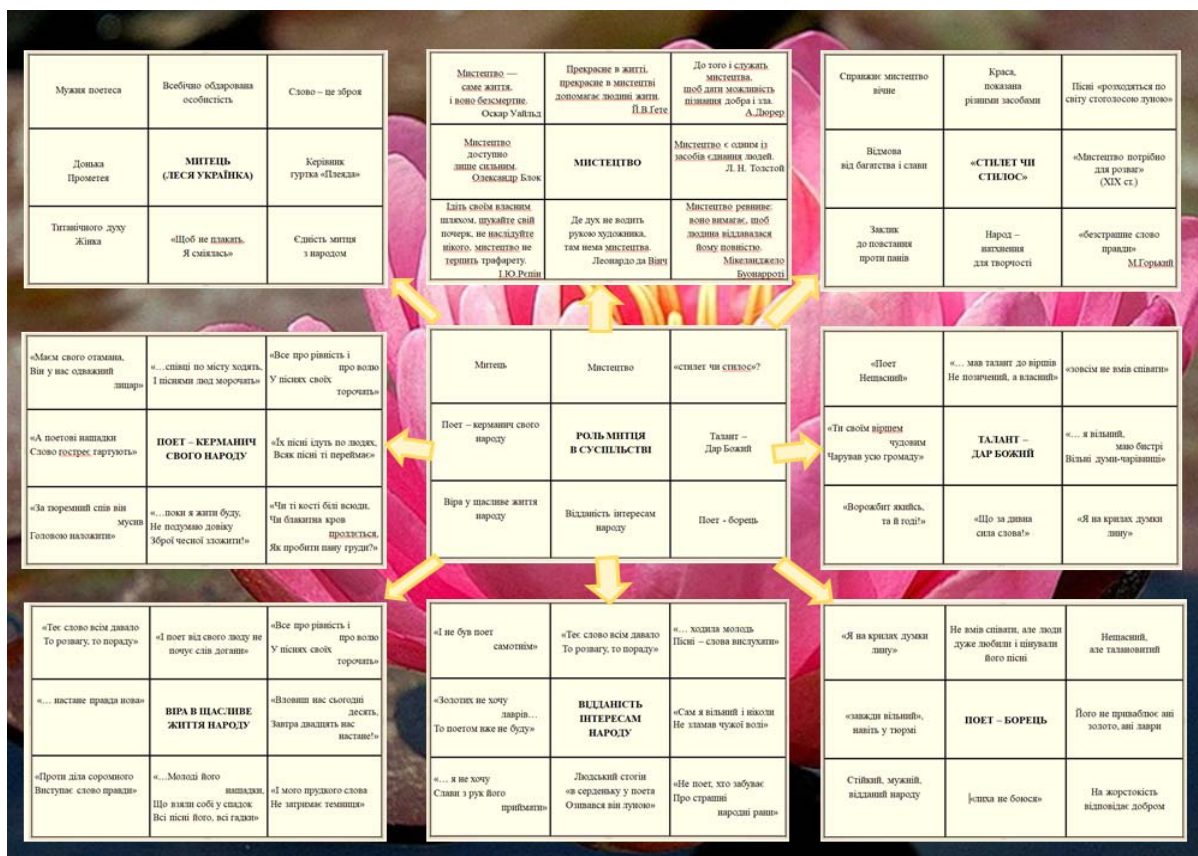 Мужня поетеса
Всебічно обдарована
особистість
Слово – це зброя
Донька
Прометея
МИТЕЦЬ
(ЛЕСЯ УКРАЇНКА)
Керівник
гуртка «Плеяда»
Титанічного духу
Жінка
«Щоб не плакать,
Я сміялась»
Єдність митця
з народом
Мистецтво —
саме життя,
і воно безсмертне.
Оскар Уайльд
Прекрасне в житті,
прекрасне в мистецтві
допомагає людині жити.
Й.В.Гете
До того і служать
мистецтва,
щоб дати можливість
пізнання добра і зла.
А.Дюрер
Мистецтво
доступно
лише сильним.
Олександр Блок
МИСТЕЦТВО
Мистецтво є одним із
засобів єднання людей.
Л. Н. Толстой
Ідіть своїм власним
шляхом, шукайте свій
почерк, не наслідуйте
нікого, мистецтво не
терпить трафарету.
І.Ю.Рєпін
Де дух не водить
рукою художника,
там нема мистецтва.
Леонардо да Вінч
Мистецтво ревниве:
воно вимагає, щоб
людина віддавалася
йому повністю.
Мікеланджело
Буонарроті
Справжнє мистецтво
вічне
Краса,
показана
різними засобами
Пісні «розходяться по
світу стоголосою луною»
Відмова
від багатства і слави
«СТИЛЕТ ЧИ
СТИЛОС»
«Мистецтво потрібно
для розваг»
(ХІХ ст.)
Заклик
до повстання
проти панів
Народ –
натхнення
для творчості
«безстрашне слово
правди»
М.Горький
«Маєм свого отамана,
Він у нас одважний
лицар»
«…співці по місту ходять,
І піснями люд морочать»
«Все про рівність і
про волю
У піснях своїх
торочать»
«А поетові нащадки
Слово гостреє гартують»
ПОЕТ – КЕРМАНИЧ
СВОГО НАРОДУ
«Їх пісні ідуть по людях,
Всяк пісні ті переймає»
«За тюремний спів він
мусив
Головою наложити»
«…поки я жити буду,
Не подумаю довіку
Зброї чесної зложити!»
«Чи ті кості білі всюди,
Чи блакитна кров
проллється,
Як пробити пану груди?»
Митець
Мистецтво
«стилет чи стилос»?
Поет – керманич свого
народу
РОЛЬ МИТЦЯ
В СУСПІЛЬСТВІ
Талант –
Дар Божий
Віра у щасливе життя
народу
Відданість інтересам
народу
Поет - борець
«Поет
Нещасний»
«… мав талант до віршів
Не позичений, а власний»
«зовсім не вмів співати»
«Ти своїм віршем
чудовим
Чарував усю громаду»
ТАЛАНТ –
ДАР БОЖИЙ
«… я вільний,
маю бистрі
Вільні думи-чарівниці»
«Ворожбит якийсь,
та й годі!»
«Що за дивна
сила слова!»
«Я на крилах думки
лину»
«Теє слово всім давало
То розвагу, то пораду»
«І поет від свого люду не
почує слів догани»
«Все про рівність і
про волю
У піснях своїх
торочать»
«… настане правда нова»
ВІРА В ЩАСЛИВЕ
ЖИТТЯ НАРОДУ
«Вловиш нас сьогодні
десять,
Завтра двадцять нас
настане!»
«Проти діла соромного
Виступає слово правди»
«…Молоді його
нащадки,
Що взяли собі у спадок
Всі пісні його, всі гадки»
«І мого прудкого слова
Не затримає темниця»
«І не був поет
самотнім»
«Теє слово всім давало
То розвагу, то пораду»
«… ходила молодь
Пісні – слова вислухати»
«Золотих не хочу
лаврів…
То поетом вже не буду»
ВІДДАНІСТЬ
ІНТЕРЕСАМ
НАРОДУ
«Сам я вільний і ніколи
Не зламав чужої волі»
«… я не хочу
Слави з рук його
приймати»
Людський стогін
«в серденьку у поета
Озивався він луною»
«Не поет, хто забуває
Про страшні
народні рани»
«Я на крилах думки
лину»
Не вмів співати, але люди
дуже любили і цінували
його пісні
Нещасний,
але талановитий
«завжди вільний»,
навіть у тюрмі
ПОЕТ – БОРЕЦЬ
Його не приваблює ані
золото, ані лаври
Стійкий, мужній,
відданий народу
«лиха не боюся»
На жорстокість
відповідає добром